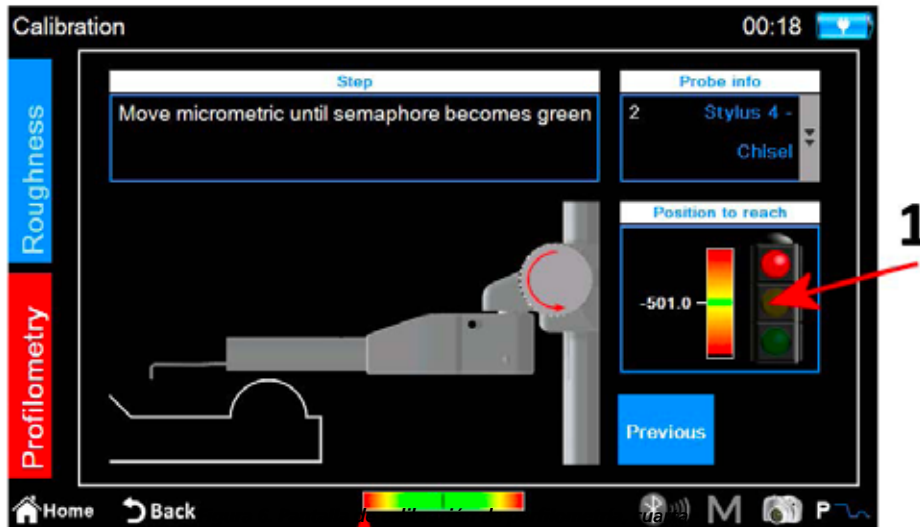 Calibration
00:18
Roughness
Profilometry
Step
Move micrometric until semaphore becomes green
Probe info
2 Stylus 4 -
Chisel
Position to reach
-501.0
1
Previous
Home
Back
M
P